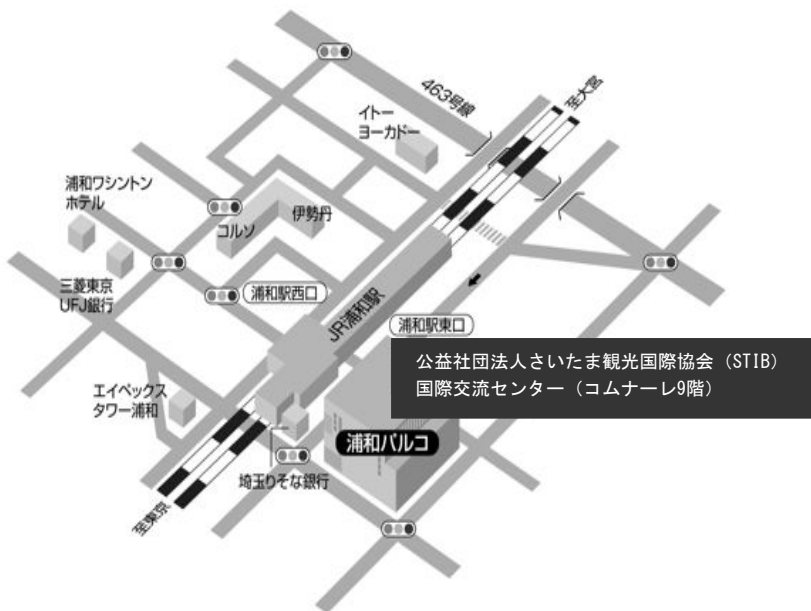 463号線
至大宮
イトー
ヨーカドー
浦和ワシントン
ホテル
伊勢丹
コルソ
三菱東京
UFJ銀行
浦和駅西口
JR浦和駅
浦和駅東口
公益社団法人さいたま観光国際協会（STIB）
国際交流センター（コムナーレ9階）
エイペックス
タワー浦和
浦和パルコ
埼玉りそな銀行
至東京